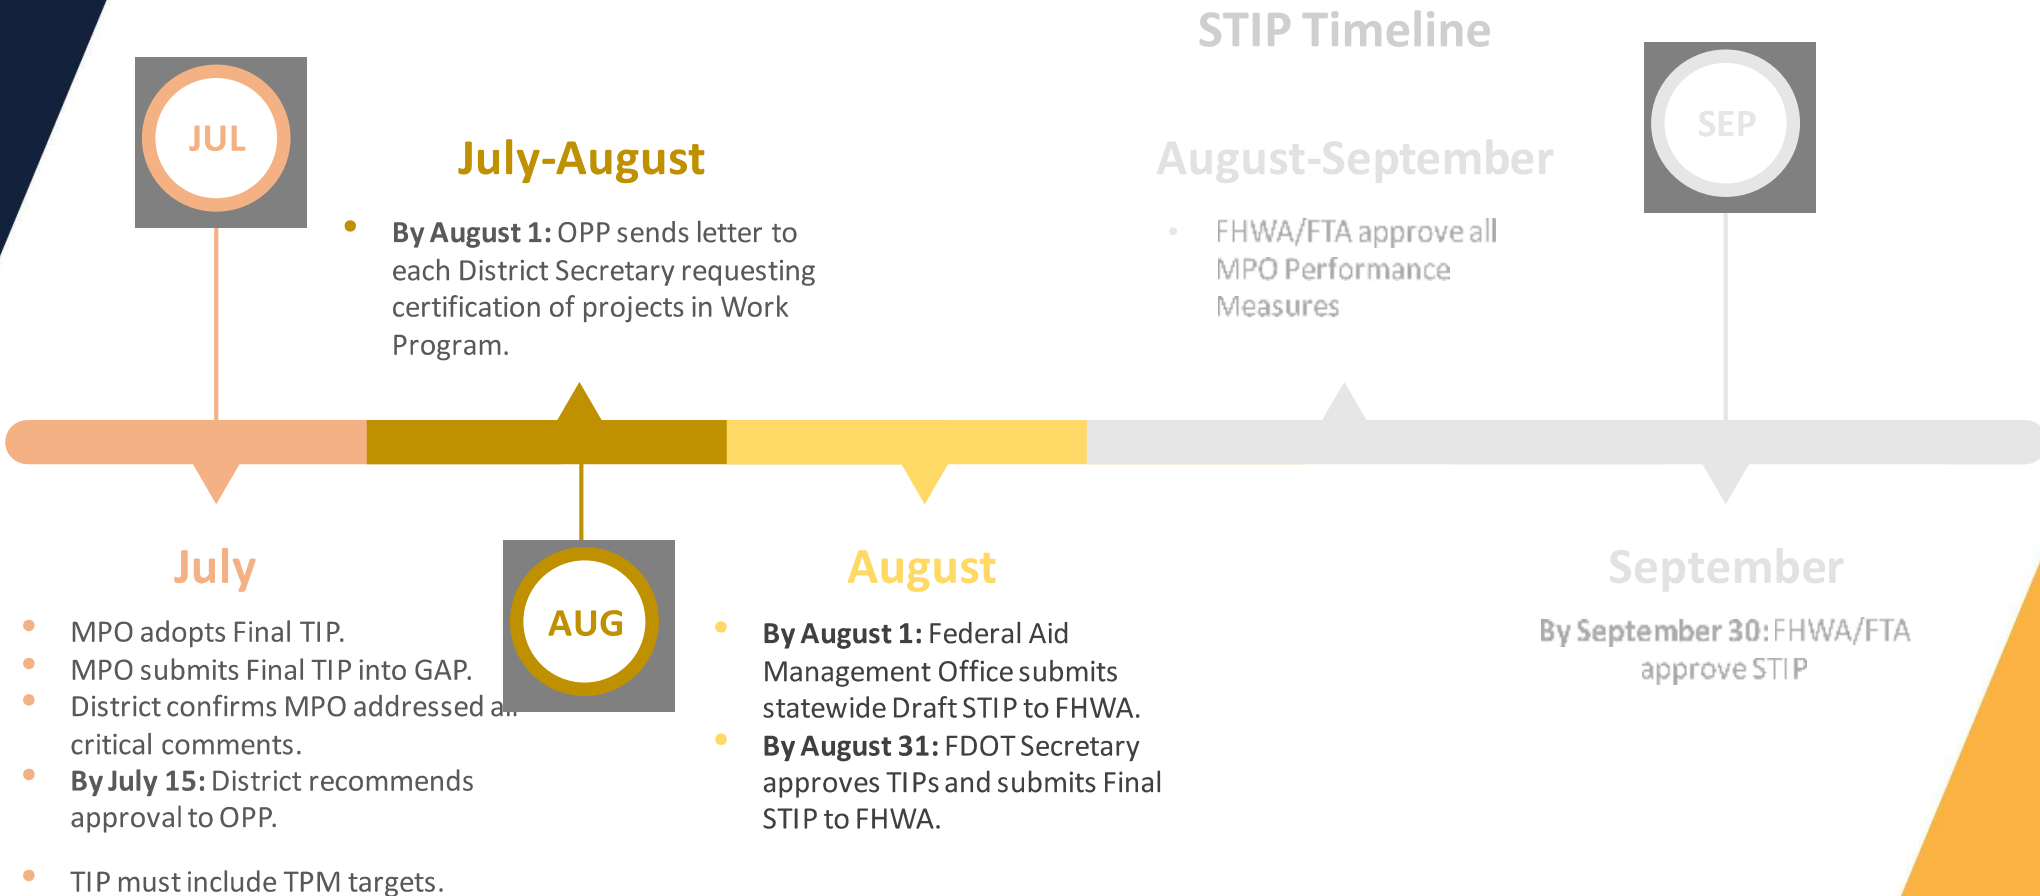 STIP Timeline
JUL
July-August
By August 1: OPP sends letter to
each District Secretary requesting
certification of projects in Work
Program.
August-September
FHWA/FTA approve all
MPO Performance
Measures
SEP
July
MPO adopts Final TIP.
MPO submits Final TIP into GAP.
District confirms MPO addressed all
critical comments.
By July 15: District recommends
approval to OPP.
TIP must include TPM targets.
AUG
August
By August 1: Federal Aid
Management Office submits
statewide Draft STIP to FHWA.
By August 31: FDOT Secretary
approves TIPs and submits Final
STIP to FHWA.
September
By September 30: FHWA/FTA
approve STIP